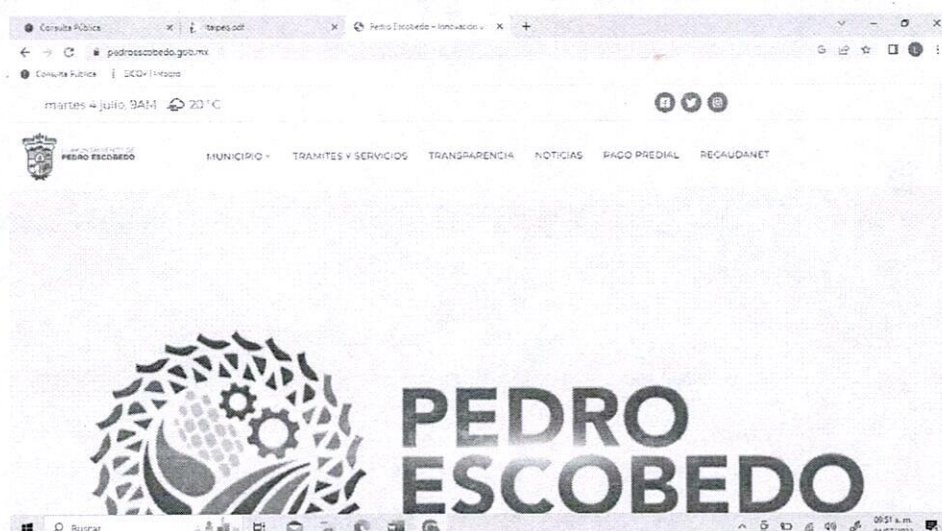 Consulta Pública
Pedro Escobedo – Innovación
pedroescobedo.gob.mx
Consulta Pública
martes 4 julio, 9AM 20°C
PEDRO ESCOBEDO
MUNICIPIO TRAMITES Y SERVICIOS TRANSPARENCIA NOTICIAS PAGO PREDIAL RECAUDANET
PEDRO
ESCOBEDO
Buscar
09:51 a. m.